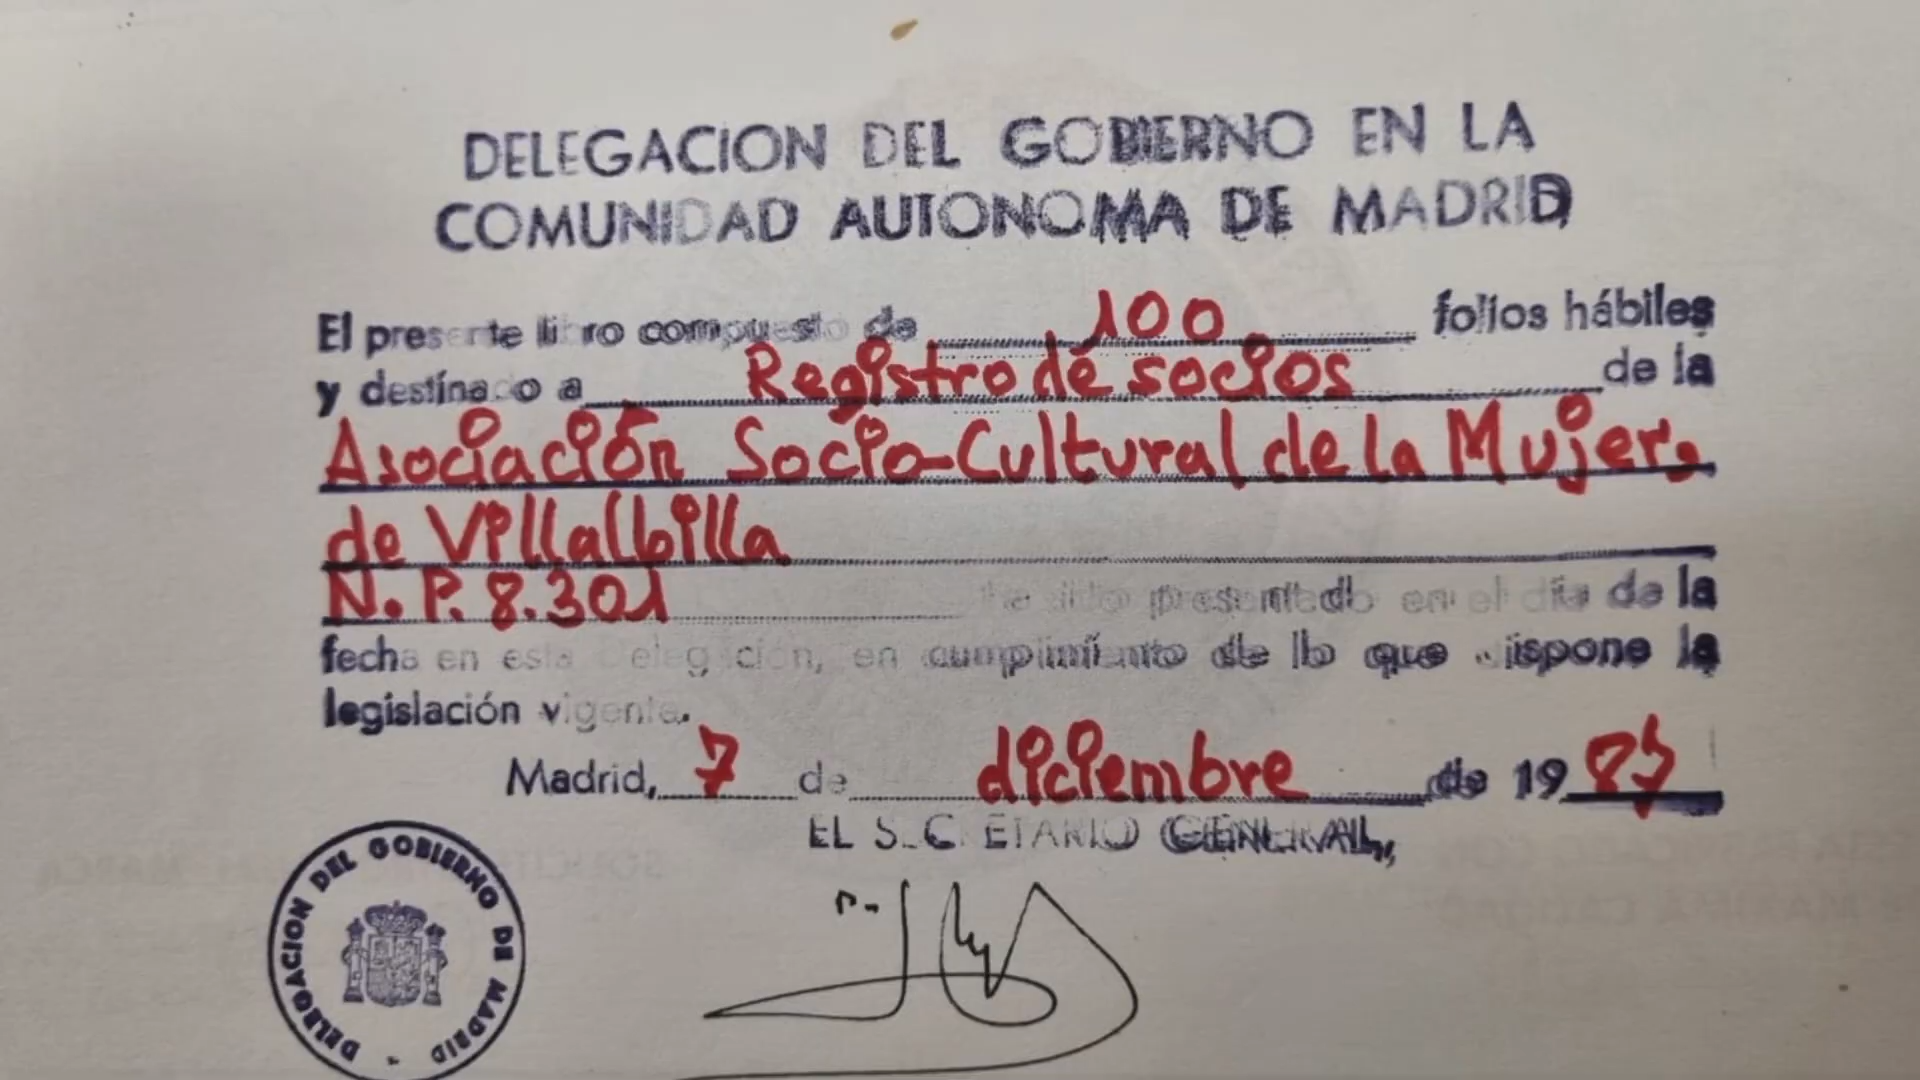 DELEGACION DEL GOBIERNO EN LA
COMUNIDAD AUTONOMA DE MADRID
El presente libro compuesto de 100 folios hábiles
y destinado a Registro de socios de la
Asociación Socio-Cultural de la Mujer.
de Villalbilla
N.P. 8.301 ha sido presentado en el día de la
fecha en esta Delegación, en cumplimiento de lo que dispone la
legislación vigente.
Madrid, 7 de diciembre de 19
EL SECRETARIO GENERAL,
DELEGACION DEL GOBIERNO DE MADRID -